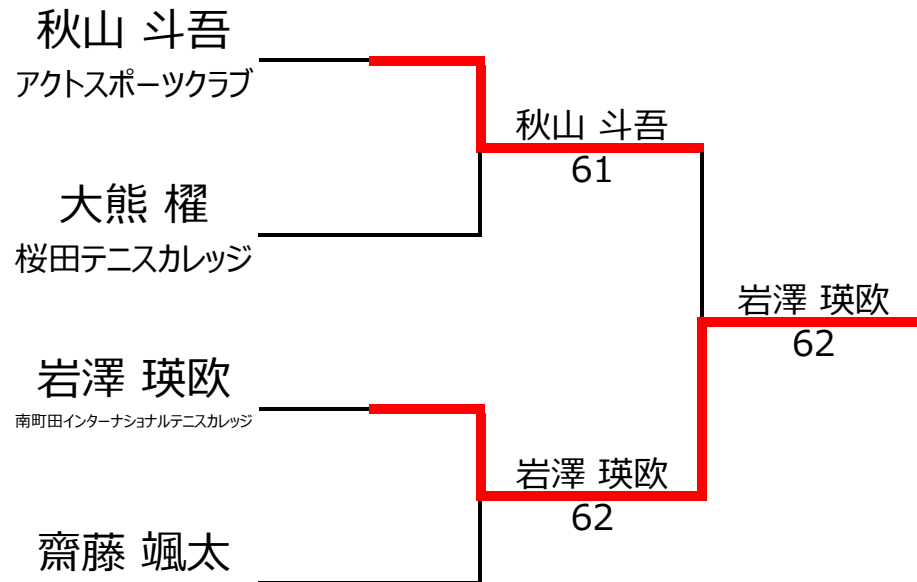 秋山 斗吾
アクトスポーツクラブ
秋山 斗吾
61
大熊 櫂
桜田テニスカレッジ
岩澤 瑛欧
62
岩澤 瑛欧
南町田インターナショナルテニスカレッジ
岩澤 瑛欧
62
齋藤 颯太